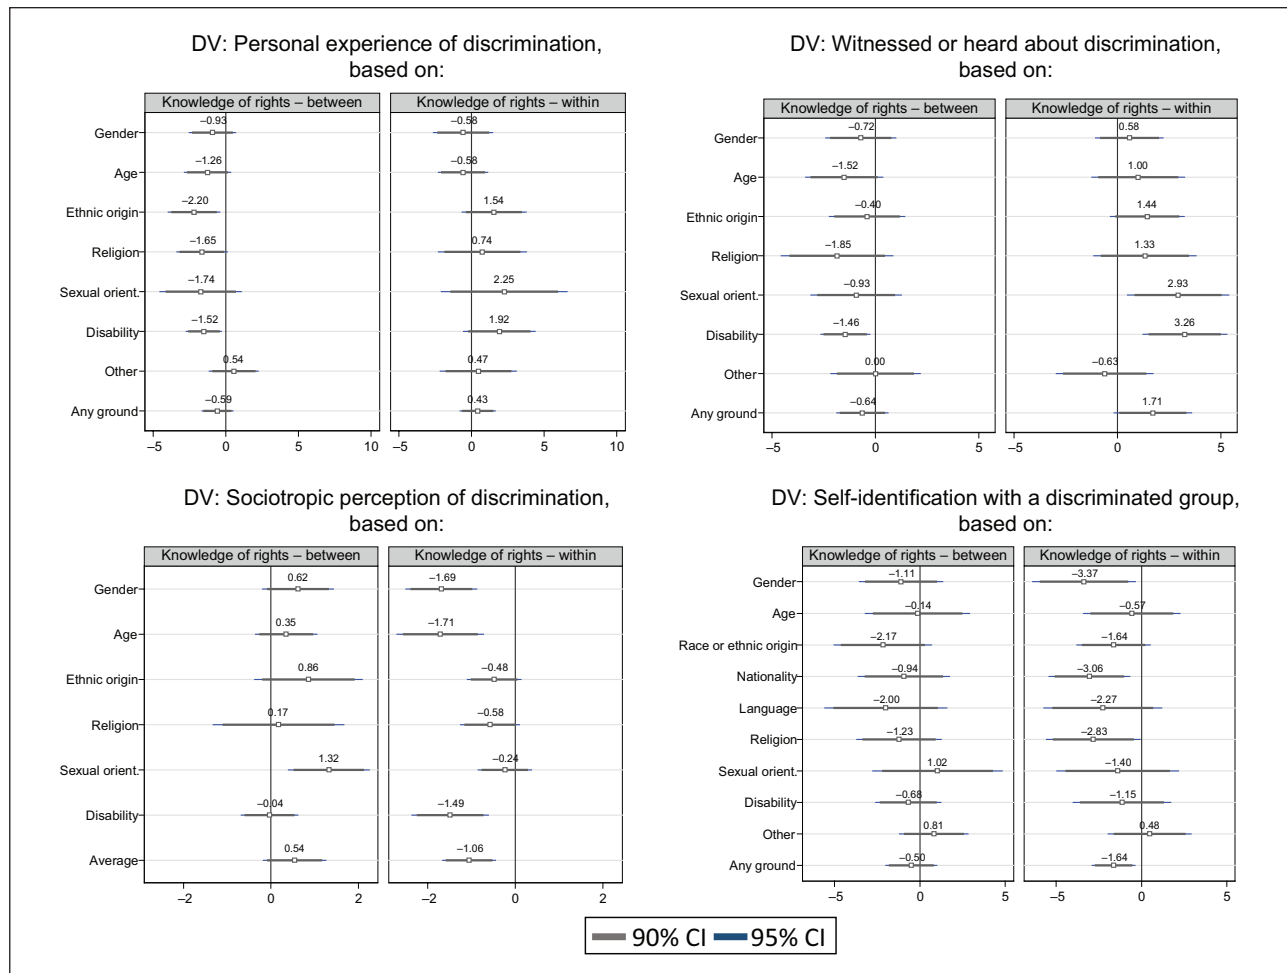 DV: Personal experience of discrimination,
based on:
Knowledge of rights – between
Knowledge of rights – within
Gender
−0.93
−0.58
Age
−1.26
−0.58
Ethnic origin
−2.20
1.54
Religion
−1.65
0.74
Sexual orient.
−1.74
2.25
Disability
−1.52
1.92
Other
0.54
0.47
Any ground
−0.59
0.43
−5 0 5 10
−5 0 5 10
DV: Witnessed or heard about discrimination,
based on:
Knowledge of rights – between
Knowledge of rights – within
Gender
−0.72
0.58
Age
−1.52
1.00
Ethnic origin
−0.40
1.44
Religion
−1.85
1.33
Sexual orient.
−0.93
2.93
Disability
−1.46
3.26
Other
0.00
−0.63
Any ground
−0.64
1.71
−5 0 5
−5 0 5
DV: Sociotropic perception of discrimination,
based on:
Knowledge of rights – between
Knowledge of rights – within
Gender
0.62
−1.69
Age
0.35
−1.71
Ethnic origin
0.86
−0.48
Religion
0.17
−0.58
Sexual orient.
1.32
−0.24
Disability
−0.04
−1.49
Average
0.54
−1.06
−2 0 2
−2 0 2
DV: Self-identification with a discriminated group,
based on:
Knowledge of rights – between
Knowledge of rights – within
Gender
−1.11
−3.37
Age
−0.14
−0.57
Race or ethnic origin
−2.17
−1.64
Nationality
−0.94
−3.06
Language
−2.00
−2.27
Religion
−1.23
−2.83
Sexual orient.
1.02
−1.40
Disability
−0.68
−1.15
Other
0.81
0.48
Any ground
−0.50
−1.64
−5 0 5
−5 0 5
90% CI 95% CI